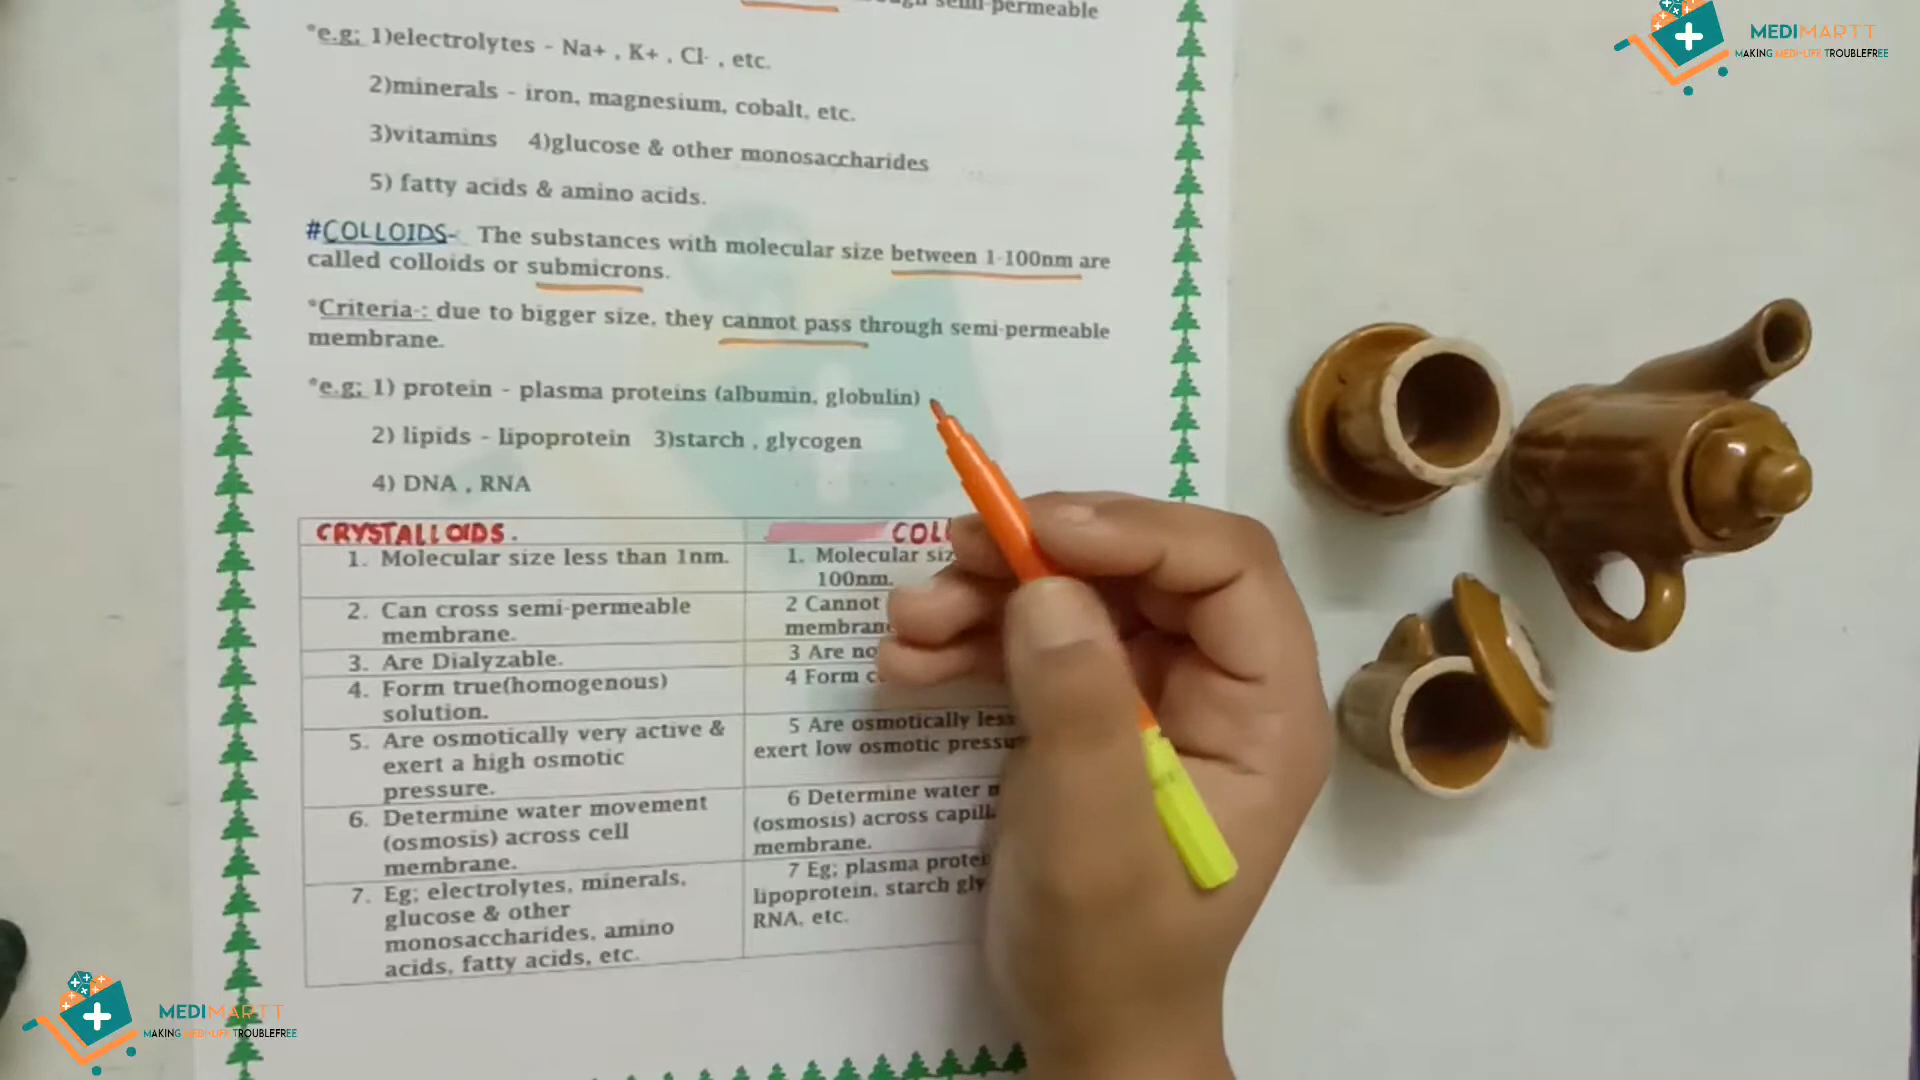 semi-permeable
*e.g; 1)electrolytes - Na+ , K+ , Cl- , etc.
2)minerals - iron, magnesium, cobalt, etc.
3)vitamins 4)glucose & other monosaccharides
5) fatty acids & amino acids.
#COLLOIDS- The substances with molecular size between 1-100nm are
called colloids or submicrons.
*Criteria-: due to bigger size, they cannot pass through semi-permeable
membrane.
*e.g; 1) protein - plasma proteins (albumin, globulin)
2) lipids - lipoprotein 3)starch , glycogen
4) DNA , RNA
CRYSTALLOIDS.
1. Molecular size less than 1nm.
2. Can cross semi-permeable
membrane.
3. Are Dialyzable.
4. Form true(homogenous)
solution.
5. Are osmotically very active &
exert a high osmotic
pressure.
6. Determine water movement
(osmosis) across cell
membrane.
7. Eg; electrolytes, minerals,
glucose & other
monosaccharides, amino
acids, fatty acids, etc.
1. Molecular
100nm.
2 Cannot
3 Are
4 Form
5 Are osmotically less
exert low osmotic
6 Determine water
(osmosis) across
membrane.
7 Eg; plasma
lipoprotein, starch
RNA, etc.
MEDIMARTT
MAKING MEDI-LIFE TROUBLEFREE
MEDIMARTT
MAKING MEDI-LIFE TROUBLEFREE